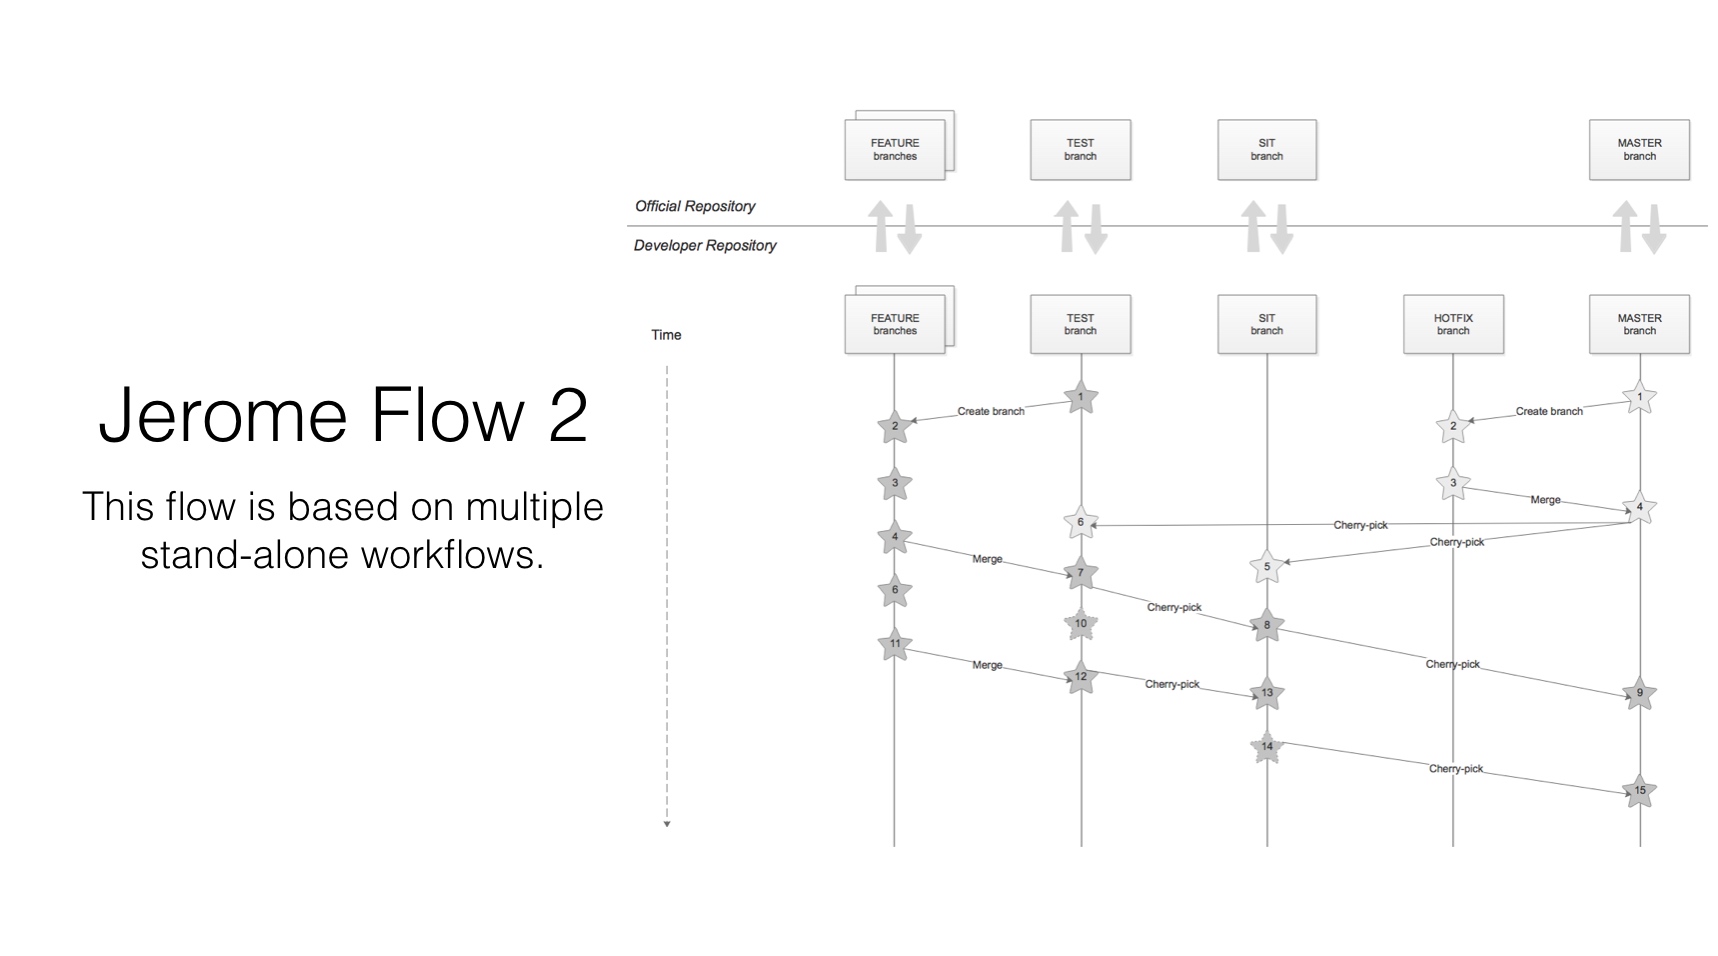 Jerome Flow 2
This flow is based on multiple
stand-alone workflows.
FEATURE
branches
TEST
branch
SIT
branch
MASTER
branch
Official Repository
Developer Repository
Time
FEATURE
branches
TEST
branch
SIT
branch
HOTFIX
branch
MASTER
branch
1
1
Create branch
Create branch
2
2
3
3
Merge
4
6
Cherry-pick
4
Cherry-pick
Merge
5
7
6
Cherry-pick
10
8
11
Cherry-pick
Merge
12
Cherry-pick
13
9
14
Cherry-pick
15